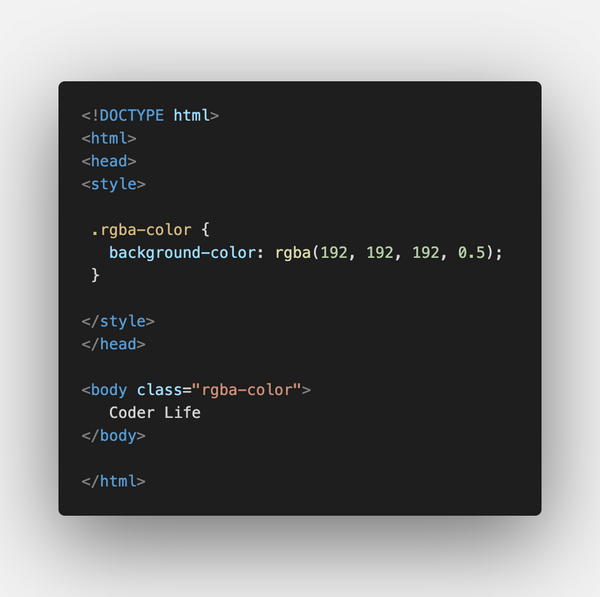 <!DOCTYPE html>
<html>
<head>
<style>
.rgba-color {
background-color: rgba(192, 192, 192, 0.5);
}
</style>
</head>
<body class="rgba-color">
Coder Life
</body>
</html>